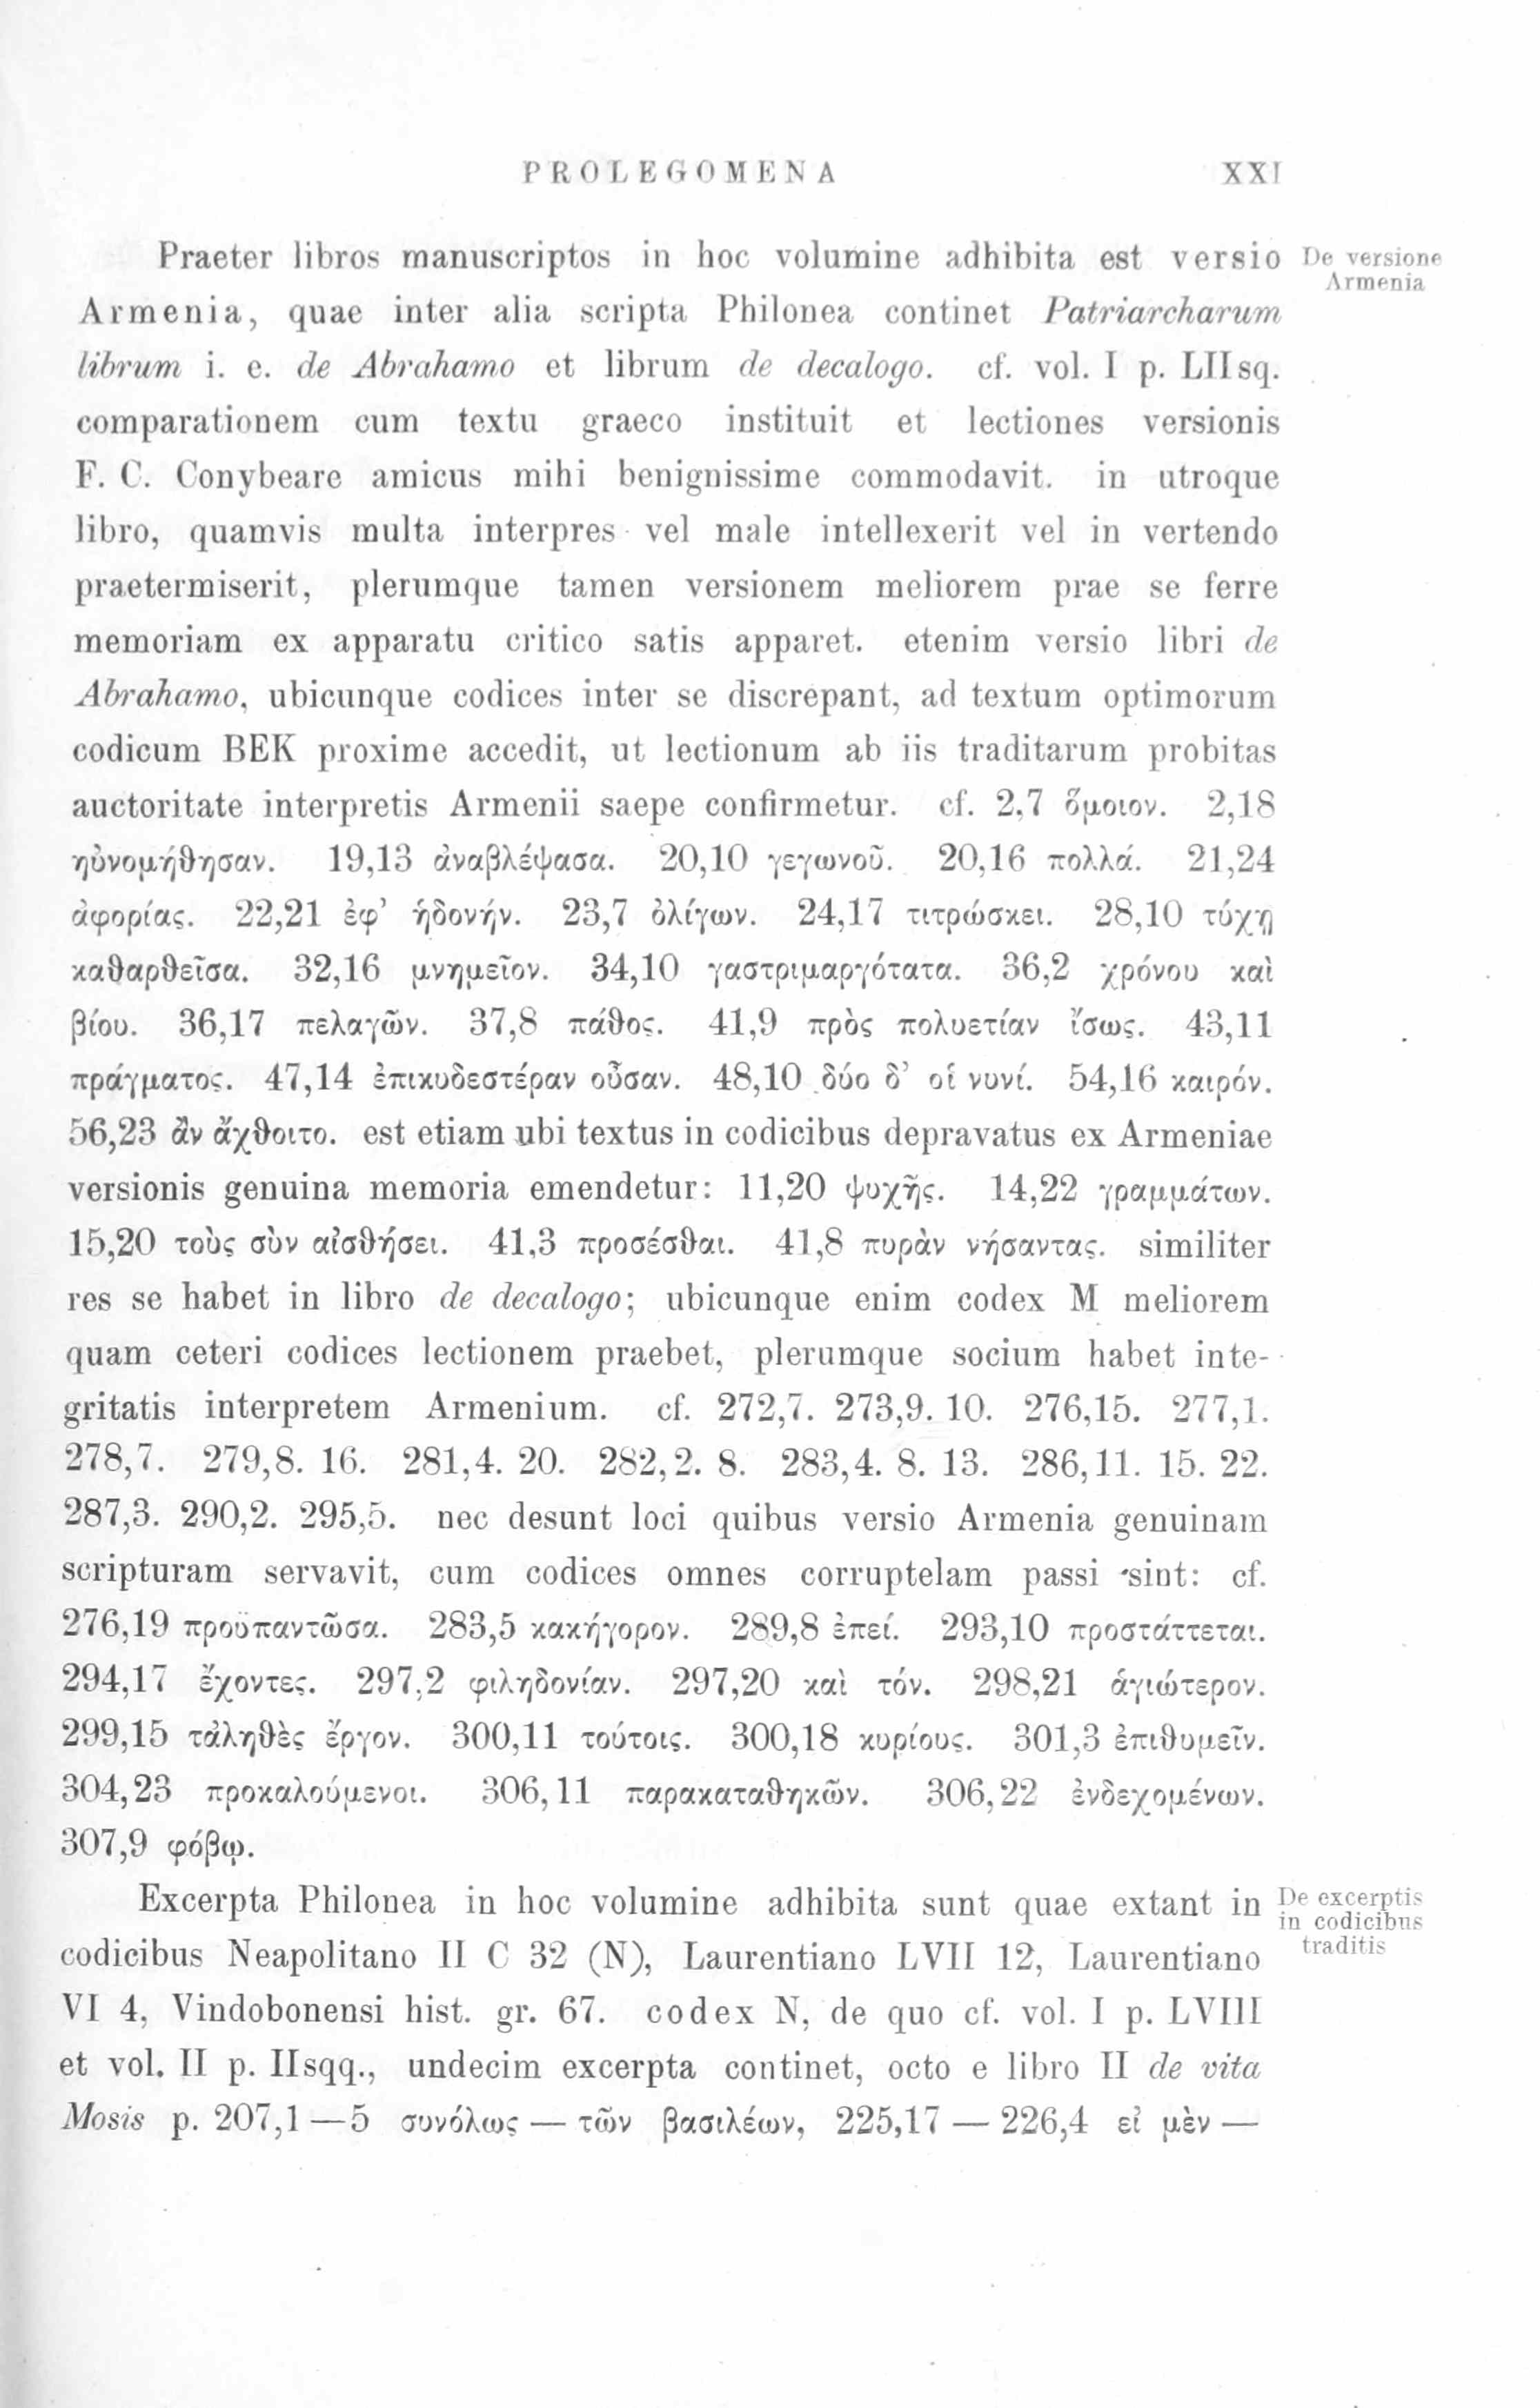 PROLEGOMENA XXI
Praeter libros manuscriptos in hoc volumine adhibita est versio
De versione
Armenia
Armenia, quae inter alia scripta Philonea continet Patriarcharum
librum i. e. de Abrahamo et librum de decalogo. cf. vol. I p. LII sq.
comparationem cum textu graeco instituit et lectiones versionis
F. C. Conybeare amicus mihi benignissime commodavit. in utroque
libro, quamvis multa interpres vel male intellexerit vel in vertendo
praetermiserit, plerumque tamen versionem meliorem prae se ferre
memoriam ex apparatu critico satis apparet. etenim versio libri de
Abrahamo, ubicunque codices inter se discrepant, ad textum optimorum
codicum BEK proxime accedit, ut lectionum ab iis traditarum probitas
auctoritate interpretis Armenii saepe confirmetur. cf. 2,7 ὅμοιον. 2,18
ηὐνομήθησαν. 19,13 ἀναβλέψασα. 20,10 γεγωνοῦ. 20,16 πολλά. 21,24
ἀφορίας. 22,21 ἐφ’ ἡδονήν. 23,7 ὀλίγων. 24,17 τιτρώσκει. 28,10 τύχῃ
καθαρθεῖσα. 32,16 μνημεῖον. 34,10 γαστριμαργότατα. 36,2 χρόνου καὶ
βίου. 36,17 πελαγῶν. 37,8 πάθος. 41,9 πρὸς πολυετίαν ἴσως. 43,11
πράγματος. 47,14 ἐπικυδεστέραν οὖσαν. 48,10 δύο δ’ οἱ νυνί. 54,16 καιρόν.
56,23 ἂν ἄχθοιτο. est etiam ubi textus in codicibus depravatus ex Armeniae
versionis genuina memoria emendetur: 11,20 ψυχῆς. 14,22 γραμμάτων.
15,20 τοὺς σὺν αἰσθήσει. 41,3 προσέσθαι. 41,8 πυρὰν νήσαντας. similiter
res se habet in libro de decalogo; ubicunque enim codex M meliorem
quam ceteri codices lectionem praebet, plerumque socium habet inte-
gritatis interpretem Armenium. cf. 272,7. 273,9. 10. 276,15. 277,1.
278,7. 279,8. 16. 281,4. 20. 282,2. 8. 283,4. 8. 13. 286,11. 15. 22.
287,3. 290,2. 295,5. nec desunt loci quibus versio Armenia genuinam
scripturam servavit, cum codices omnes corruptelam passi sint: cf.
276,19 προϋπαντῶσα. 283,5 κακήγορον. 289,8 ἐπεί. 293,10 προστάττεται.
294,17 ἔχοντες. 297,2 φιληδονίαν. 297,20 καὶ τόν. 298,21 ἁγιώτερον.
299,15 τἀληθὲς ἔργον. 300,11 τούτοις. 300,18 κυρίους. 301,3 ἐπιθυμεῖν.
304,23 προκαλούμενοι. 306,11 παρακαταθηκῶν. 306,22 ἐνδεχομένων.
307,9 φόβῳ.
Excerpta Philonea in hoc volumine adhibita sunt quae extant in
De excerptis
in codicibus
traditis
codicibus Neapolitano II C 32 (N), Laurentiano LVII 12, Laurentiano
VI 4, Vindobonensi hist. gr. 67. codex N, de quo cf. vol. I p. LVIII
et vol. II p. II sqq., undecim excerpta continet, octo e libro II de vita
Mosis p. 207,1—5 συνόλως — τῶν βασιλέων, 225,17 — 226,4 εἰ μὲν —